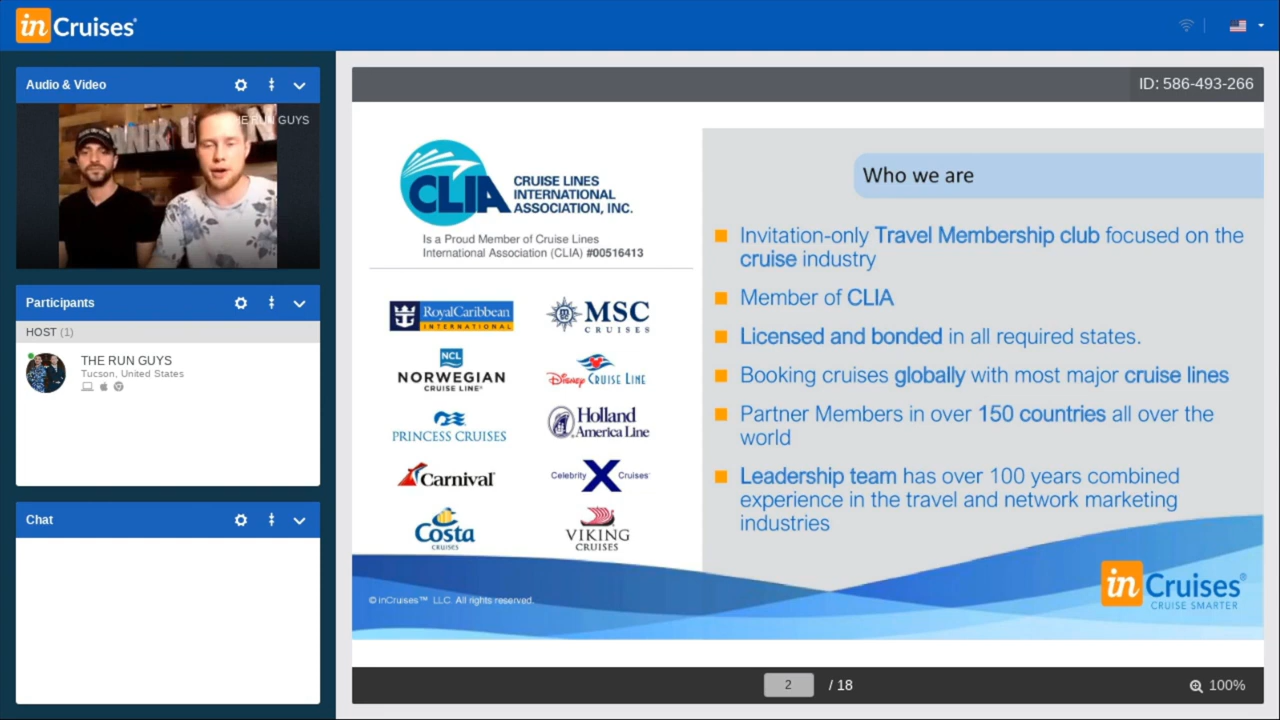 in Cruises®
Audio & Video
THE RUN GUYS
Participants
HOST (1)
THE RUN GUYS
Tucson, United States
Chat
ID: 586-493-266
CLIA
CRUISE LINES
INTERNATIONAL
ASSOCIATION, INC.
Is a Proud Member of Cruise Lines
International Association (CLIA) #00516413
RoyalCaribbean
INTERNATIONAL
MSC
CRUISES
NCL
NORWEGIAN
CRUISE LINE®
Disney CRUISE LINE
PRINCESS CRUISES
Holland
America Line
Carnival
Celebrity X Cruises
Costa
CRUISES
VIKING
CRUISES
Who we are
Invitation-only Travel Membership club focused on the
cruise industry
Member of CLIA
Licensed and bonded in all required states.
Booking cruises globally with most major cruise lines
Partner Members in over 150 countries all over the
world
Leadership team has over 100 years combined
experience in the travel and network marketing
industries
© inCruises™ LLC. All rights reserved.
in Cruises®
CRUISE SMARTER
2 / 18
100%